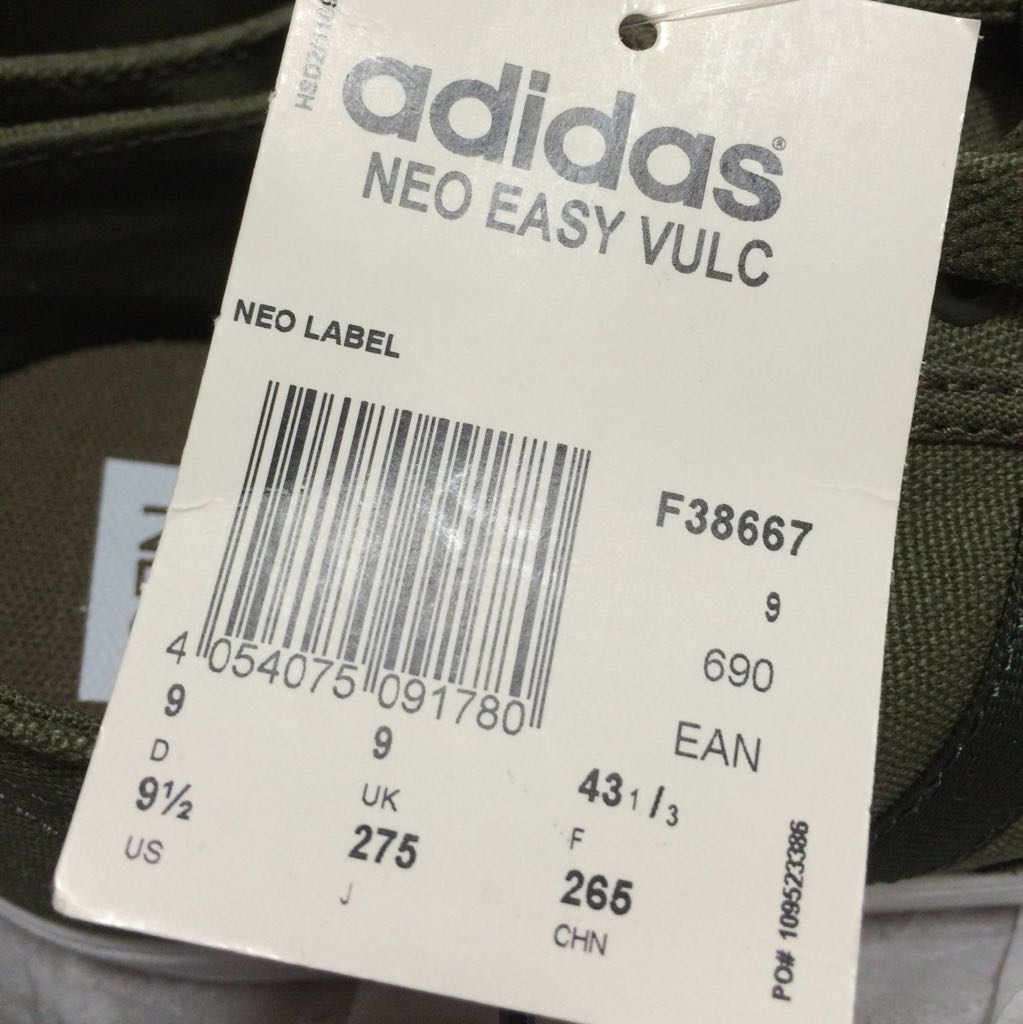 adidas®
NEO EASY VULC
NEO LABEL
F38667
9
690
EAN
4 054075 091780
9
D
9½
US
9
UK
275
J
43 1/3
F
265
CHN
PO# 109523386